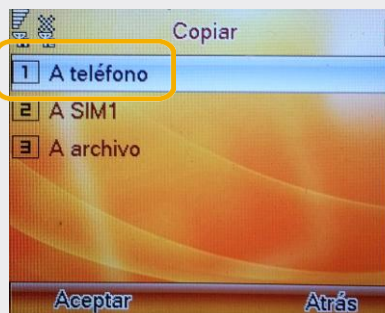 Copiar
1 A teléfono
2 A SIM1
3 A archivo
Aceptar Atrás